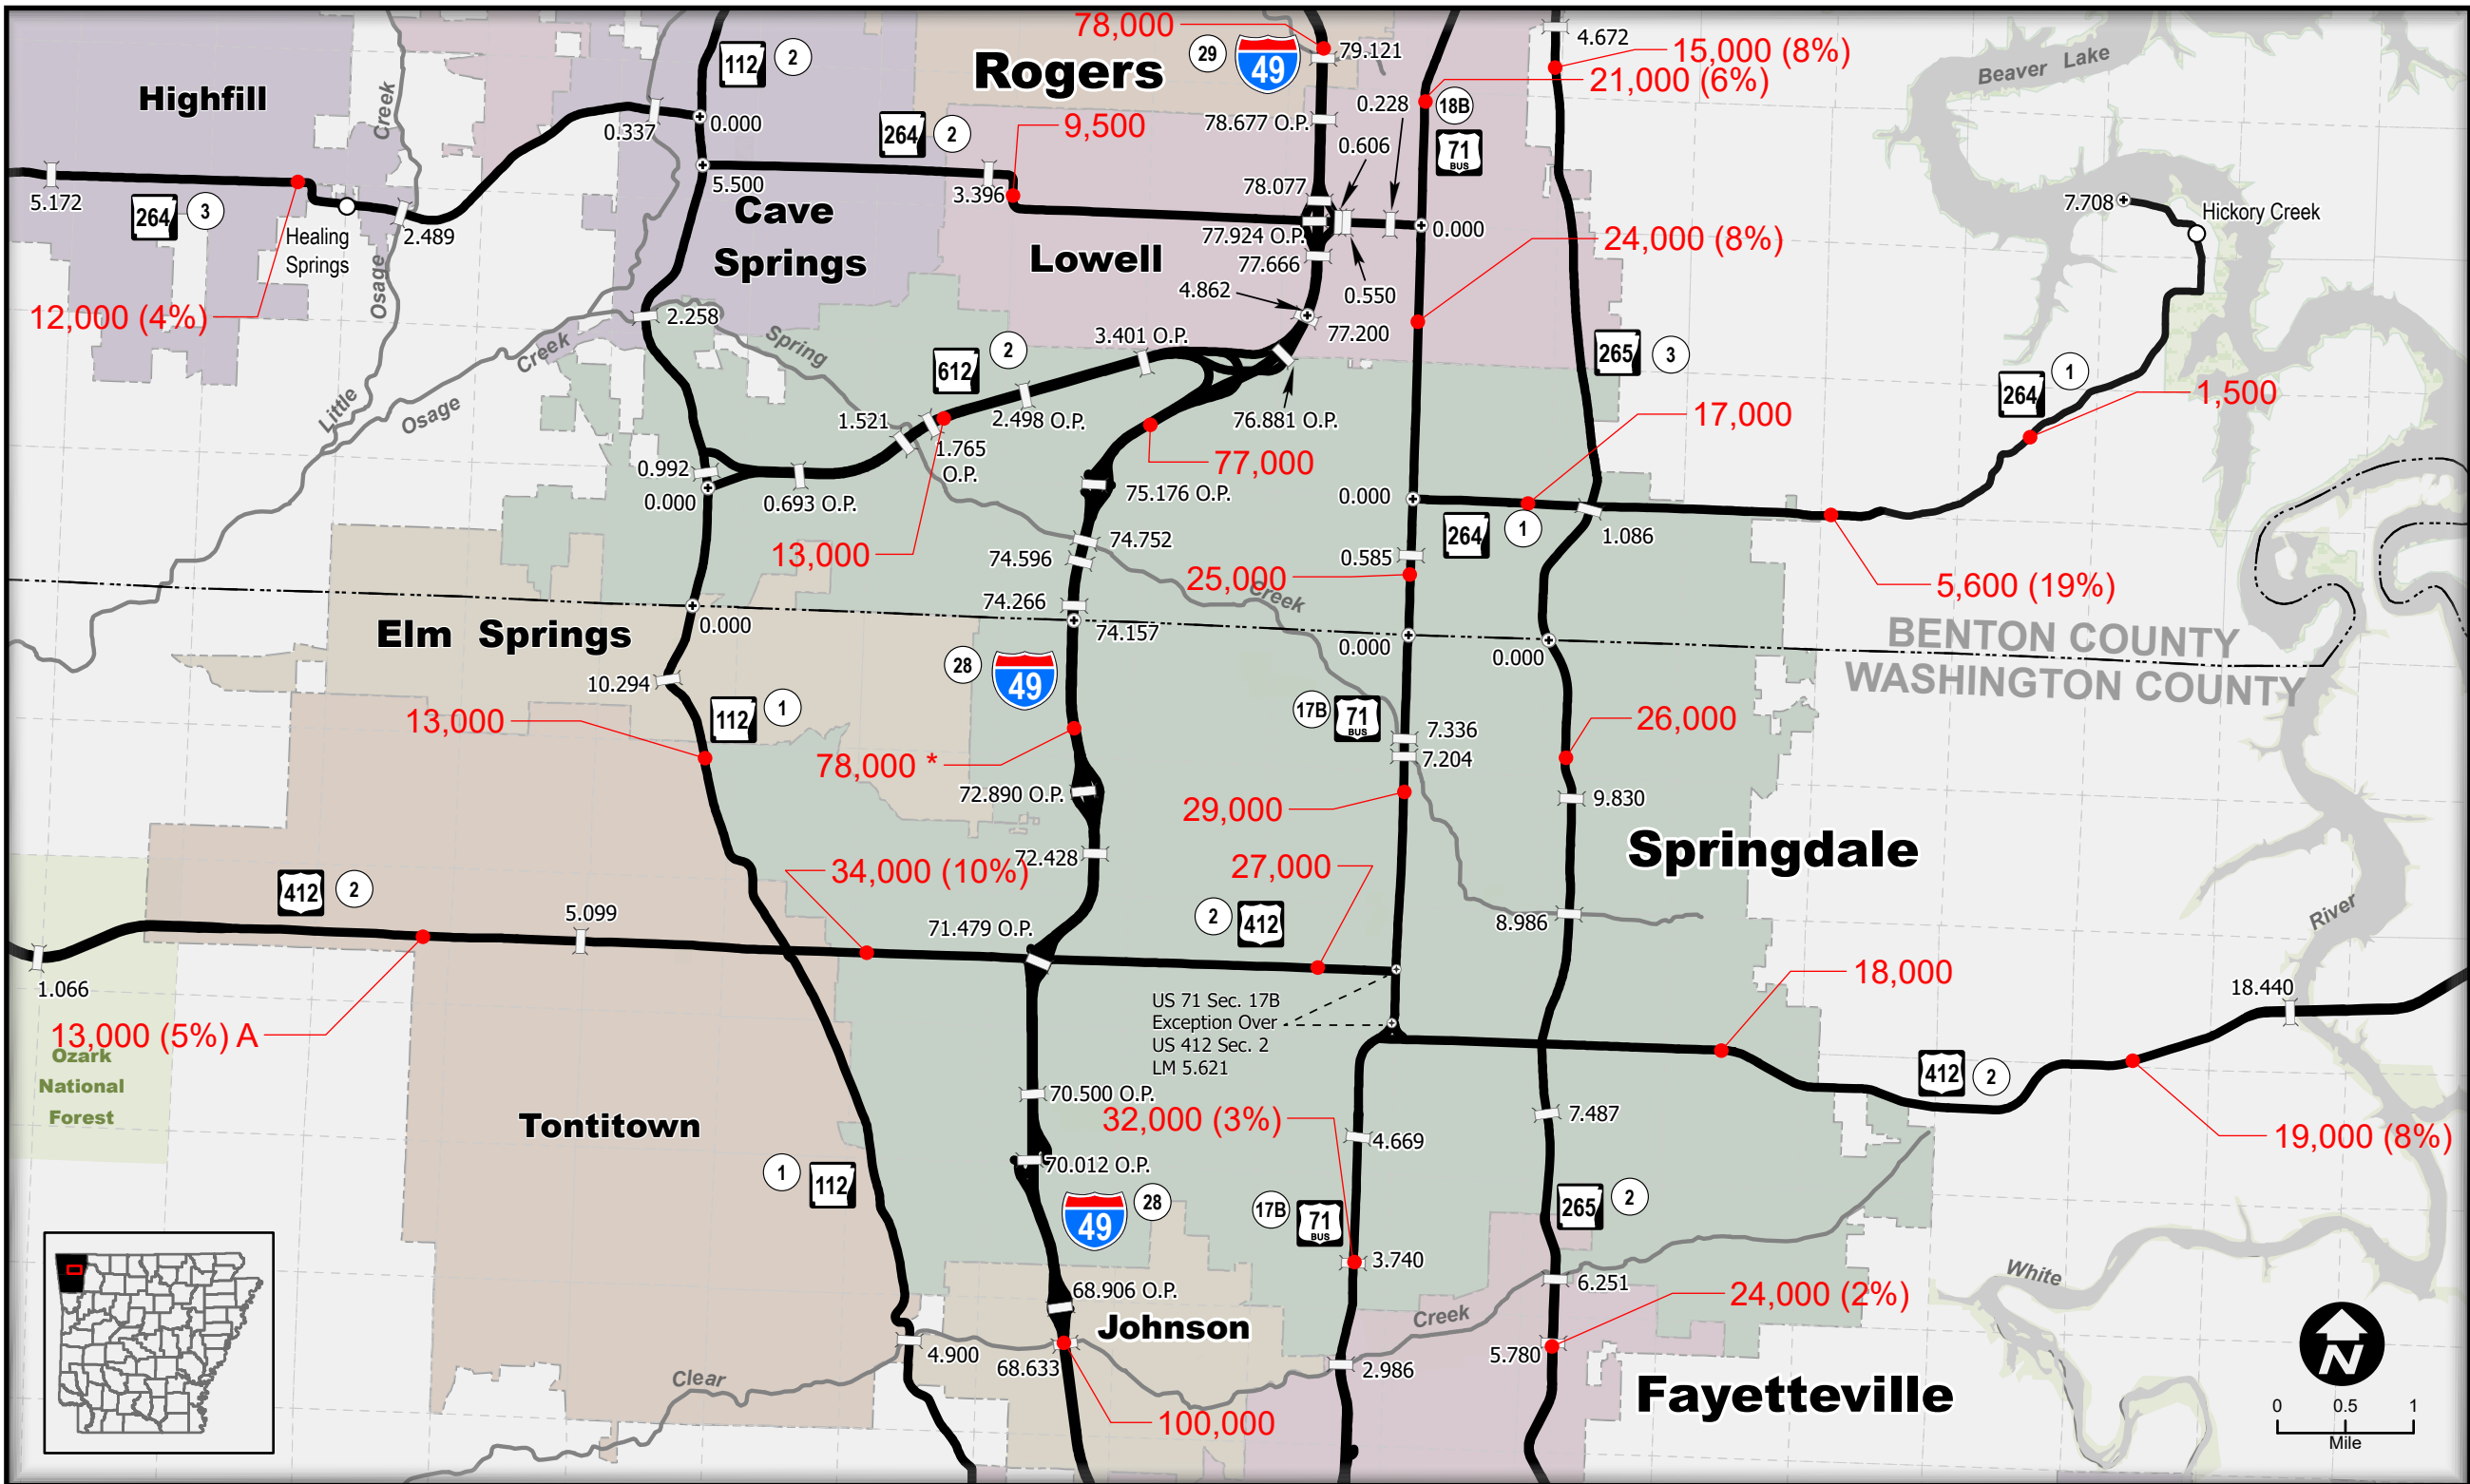 78,000
29
49
79.121
4.672
15,000 (8%)
21,000 (6%)
Beaver Lake
112
2
Rogers
Highfill
Creek
0.337
0.000
264
2
9,500
78.677 O.P.
0.228
18B
71
BUS
0.606
5.172
264
3
Healing
Springs
2.489
5.500
Cave
Springs
3.396
78.077
77.924 O.P.
77.666
0.000
7.708
Hickory Creek
24,000 (8%)
Lowell
4.862
0.550
12,000 (4%)
Osage
2.258
Spring
3.401 O.P.
77.200
265
3
Creek
612
2
264
1
1,500
Little
Osage
1.521
2.498 O.P.
76.881 O.P.
17,000
1.765
O.P.
0.992
0.000
0.693 O.P.
77,000
75.176 O.P.
0.000
264
1
1.086
13,000
74.596
74.752
0.585
25,000
Creek
5,600 (19%)
74.266
74.157
0.000
0.000
0.000
BENTON COUNTY
WASHINGTON COUNTY
Elm Springs
10.294
28
49
112
1
13,000
78,000 *
17B
71
BUS
7.336
7.204
26,000
72.890 O.P.
29,000
9.830
Springdale
34,000 (10%)
72.428
27,000
412
2
5.099
71.479 O.P.
2
412
8.986
River
1.066
13,000 (5%) A
Ozark
National
Forest
US 71 Sec. 17B
Exception Over
US 412 Sec. 2
LM 5.621
18,000
18.440
412
2
70.500 O.P.
32,000 (3%)
4.669
7.487
19,000 (8%)
Tontitown
70.012 O.P.
1
112
49
28
17B
71
BUS
265
2
3.740
6.251
White
68.906 O.P.
24,000 (2%)
Johnson
Creek
4.900
68.633
2.986
5.780
Clear
100,000
Fayetteville
N
0 0.5 1
Mile